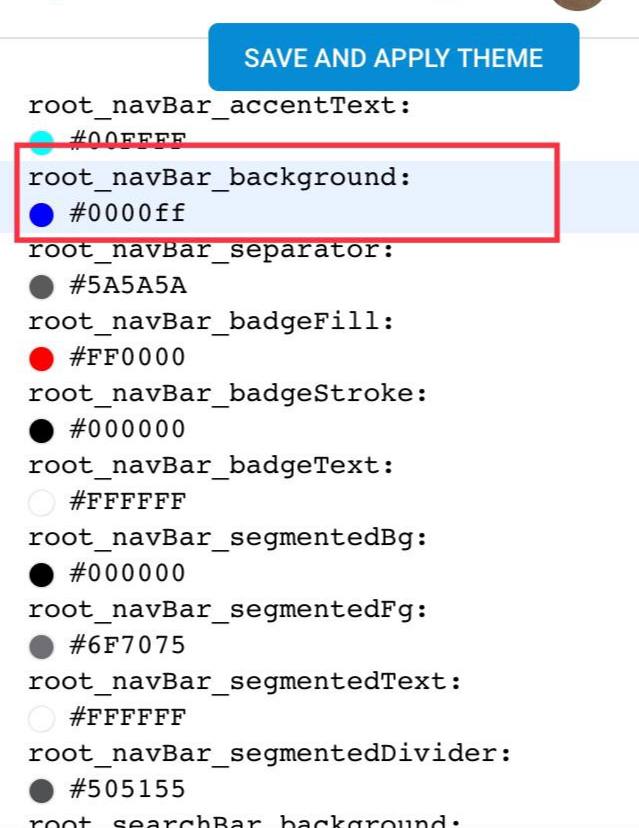 SAVE AND APPLY THEME
root_navBar_accentText:
#00FFFF
root_navBar_background:
#0000ff
root_navBar_separator:
#5A5A5A
root_navBar_badgeFill:
#FF0000
root_navBar_badgeStroke:
#000000
root_navBar_badgeText:
#FFFFFF
root_navBar_segmentedBg:
#000000
root_navBar_segmentedFg:
#6F7075
root_navBar_segmentedText:
#FFFFFF
root_navBar_segmentedDivider:
#505155
root_searchBar_background: